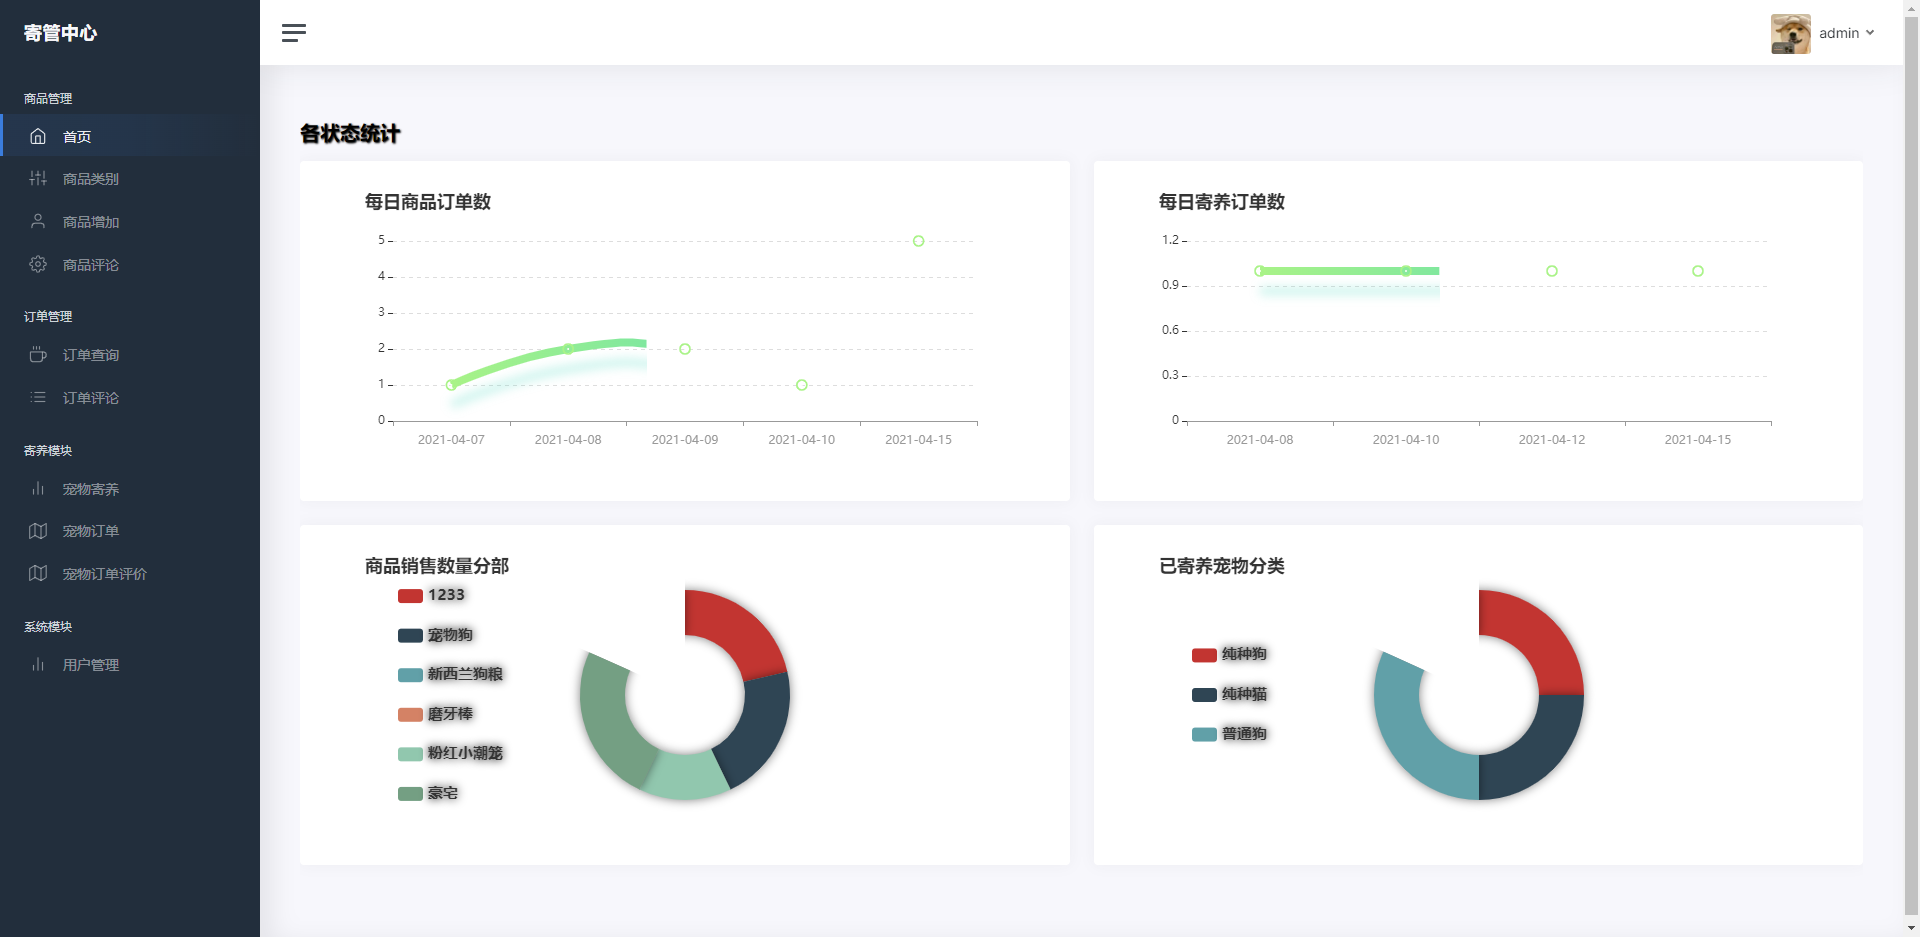 寄管中心
admin
商品管理
首页
商品类别
商品增加
商品评论
订单管理
订单查询
订单评论
寄养模块
宠物寄养
宠物订单
宠物订单评价
系统模块
用户管理
各状态统计
每日商品订单数
5
4
3
2
1
0
2021-04-07 2021-04-08 2021-04-09 2021-04-10 2021-04-15
每日寄养订单数
1.2
0.9
0.6
0.3
0
2021-04-08 2021-04-10 2021-04-12 2021-04-15
商品销售数量分部
1233
宠物狗
新西兰狗粮
磨牙棒
粉红小潮笼
豪宅
已寄养宠物分类
纯种狗
纯种猫
普通狗